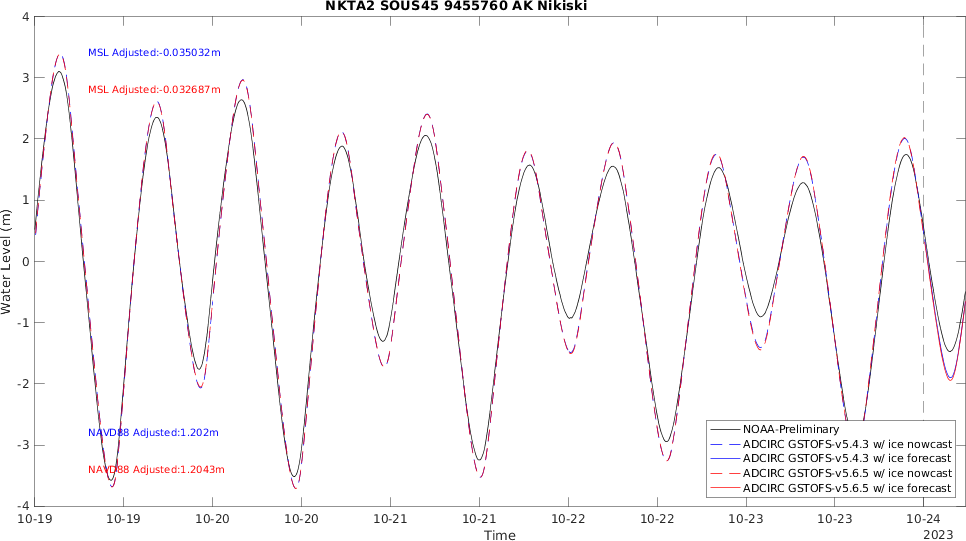 NKTA2 SOUS45 9455760 AK Nikiski
4
3
2
1
0
-1
-2
-3
-4
Water Level (m)
MSL Adjusted:-0.035032m
MSL Adjusted:-0.032687m
NAVD88 Adjusted:1.202m
NAVD88 Adjusted:1.2043m
NOAA-Preliminary
ADCIRC GSTOFS-v5.4.3 w/ ice nowcast
ADCIRC GSTOFS-v5.4.3 w/ ice forecast
ADCIRC GSTOFS-v5.6.5 w/ ice nowcast
ADCIRC GSTOFS-v5.6.5 w/ ice forecast
10-19 10-19 10-20 10-20 10-21 10-21 10-22 10-22 10-23 10-23 10-24
Time
2023